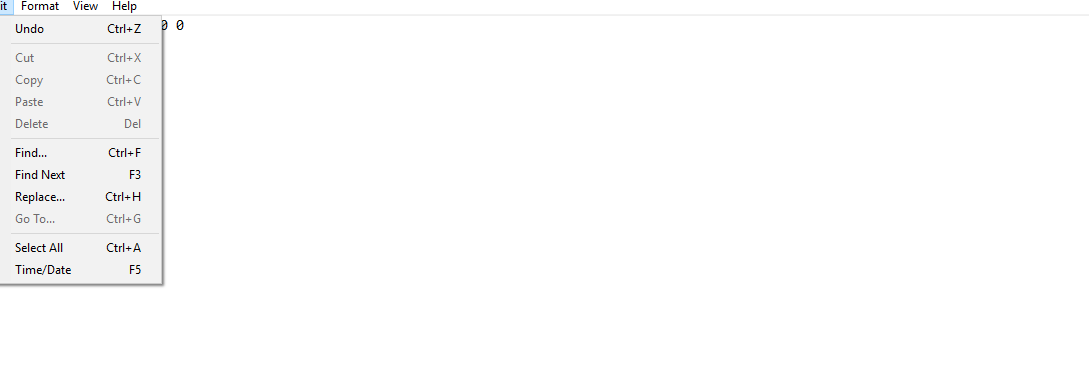 it Format View Help
0 0
Undo Ctrl+Z
Cut Ctrl+X
Copy Ctrl+C
Paste Ctrl+V
Delete Del
Find... Ctrl+F
Find Next F3
Replace... Ctrl+H
Go To... Ctrl+G
Select All Ctrl+A
Time/Date F5